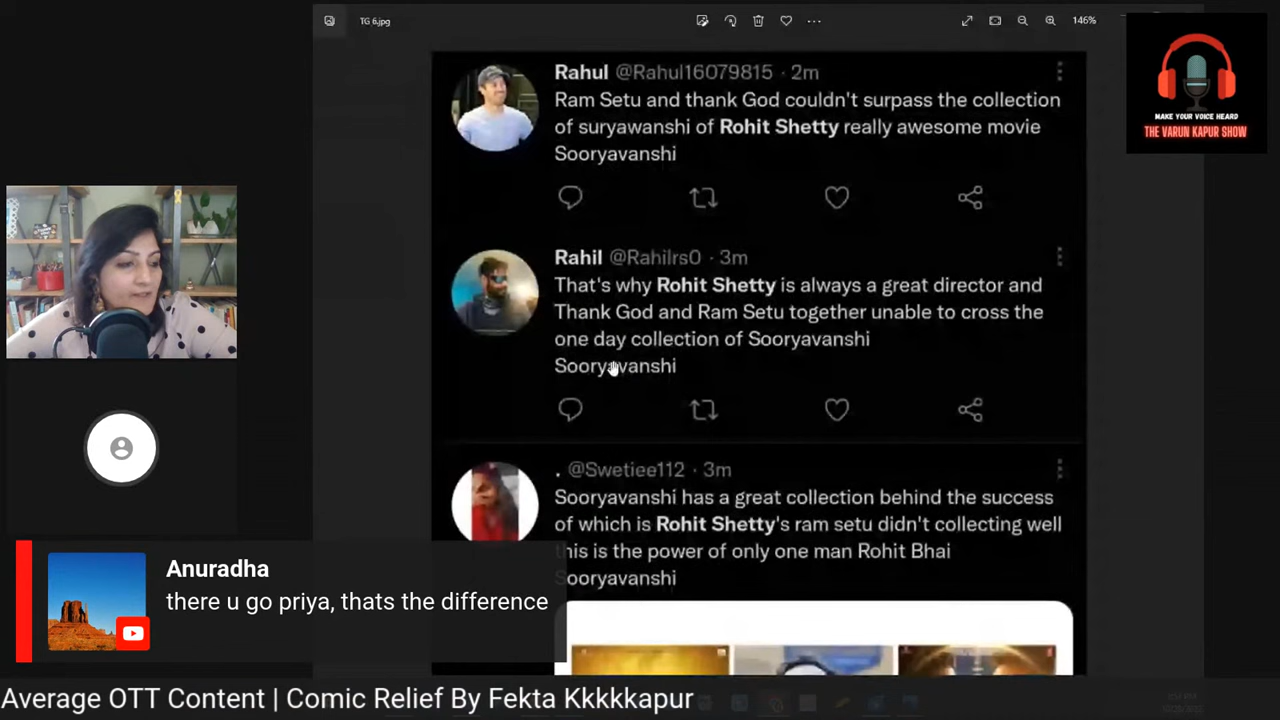 TG 6.jpg
146%
MAKE YOUR VOICE HEARD
THE VARUN KAPUR SHOW
Rahul @Rahul16079815 · 2m
Ram Setu and thank God couldn't surpass the collection
of suryawanshi of Rohit Shetty really awesome movie
Sooryavanshi
Rahil @Rahilrs0 · 3m
That's why Rohit Shetty is always a great director and
Thank God and Ram Setu together unable to cross the
one day collection of Sooryavanshi
Sooryavanshi
. @Swetiee112 · 3m
Sooryavanshi has a great collection behind the success
of which is Rohit Shetty's ram setu didn't collecting well
this is the power of only one man Rohit Bhai
Sooryavanshi
Anuradha
there u go priya, thats the difference
Average OTT Content | Comic Relief By Fekta Kkkkkapur